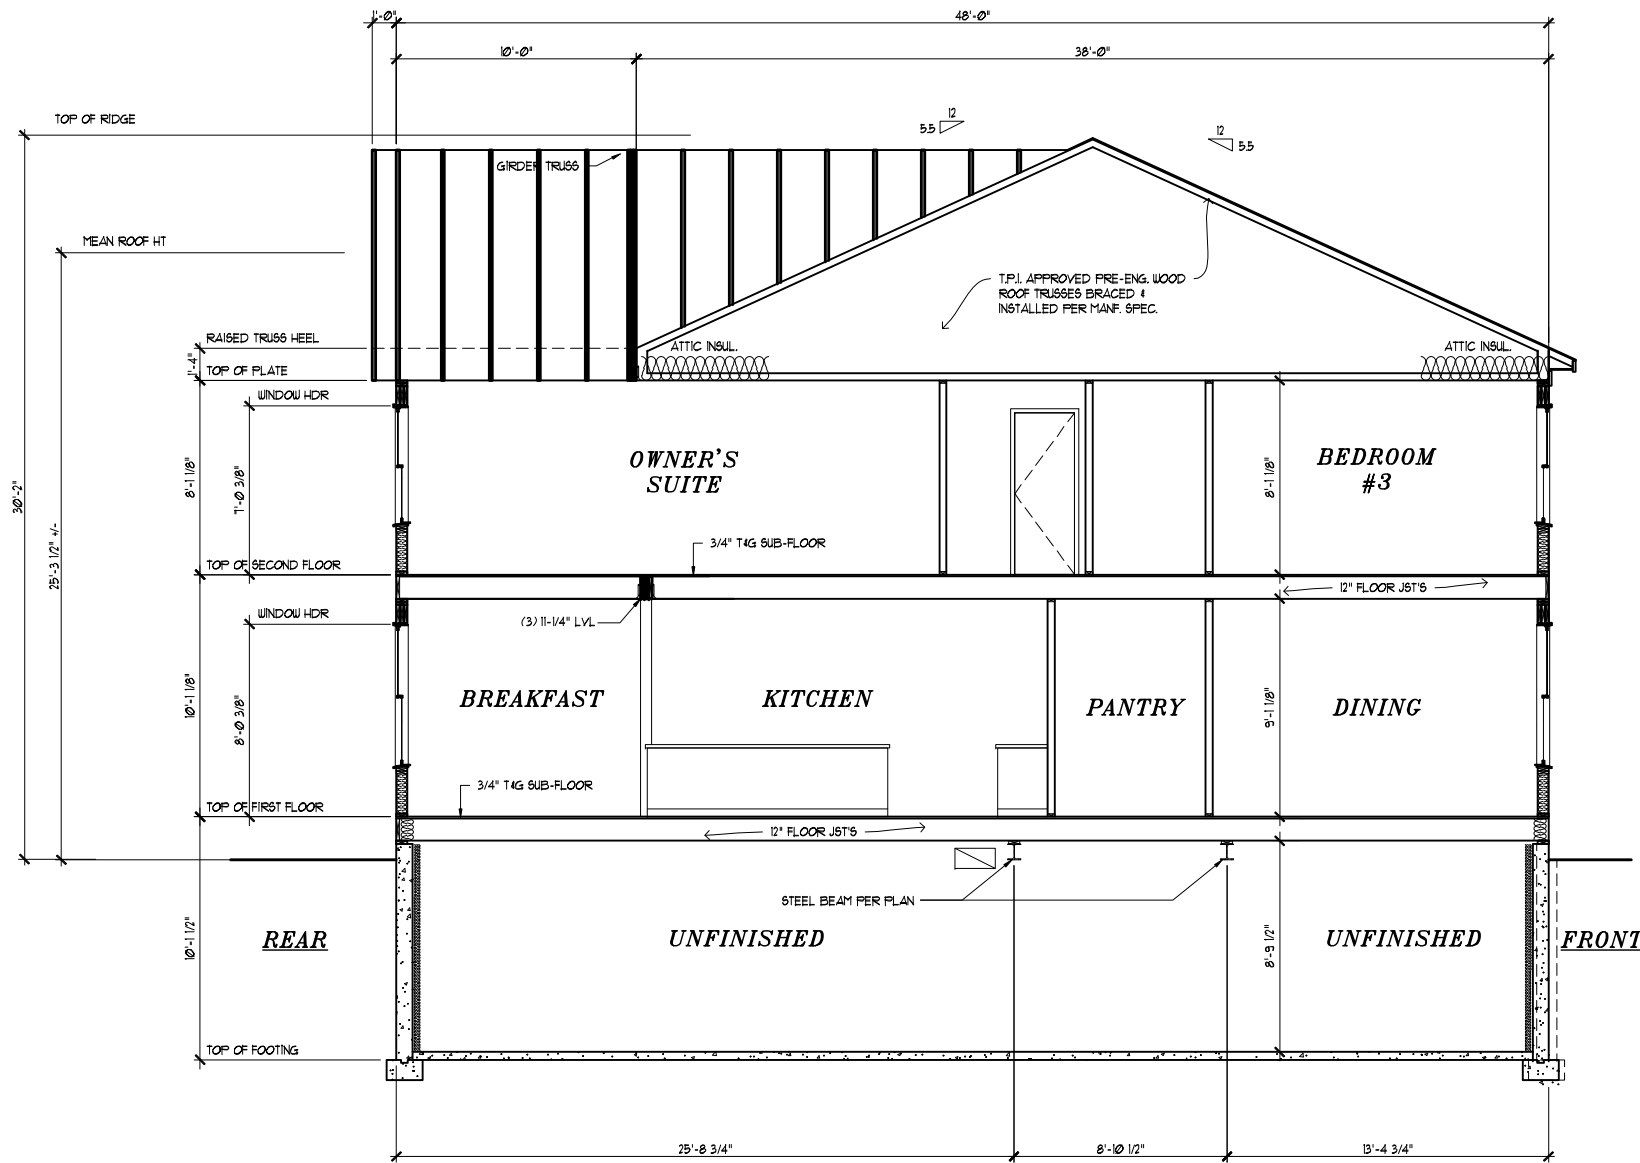 1'-0"
48'-0"
10'-0"
38'-0"
TOP OF RIDGE
12
5.5
12
5.5
GIRDER TRUSS
MEAN ROOF HT
T.P.I. APPROVED PRE-ENG. WOOD
ROOF TRUSSES BRACED &
INSTALLED PER MANF. SPEC.
RAISED TRUSS HEEL
1'-4"
ATTIC INSUL.
ATTIC INSUL.
TOP OF PLATE
WINDOW HDR
OWNER'S
SUITE
BEDROOM
#3
8'-1 1/8"
7'-0 3/8"
8'-1 1/8"
30'-2"
25'-3 1/2" +/-
3/4" T&G SUB-FLOOR
TOP OF SECOND FLOOR
12" FLOOR JST'S
WINDOW HDR
(3) 11-1/4" LVL
BREAKFAST
KITCHEN
PANTRY
DINING
10'-1 1/8"
8'-0 3/8"
9'-1 1/8"
3/4" T&G SUB-FLOOR
TOP OF FIRST FLOOR
12" FLOOR JST'S
STEEL BEAM PER PLAN
REAR
UNFINISHED
UNFINISHED
FRONT
10'-1 1/2"
8'-9 1/2"
TOP OF FOOTING
25'-8 3/4"
8'-10 1/2"
13'-4 3/4"